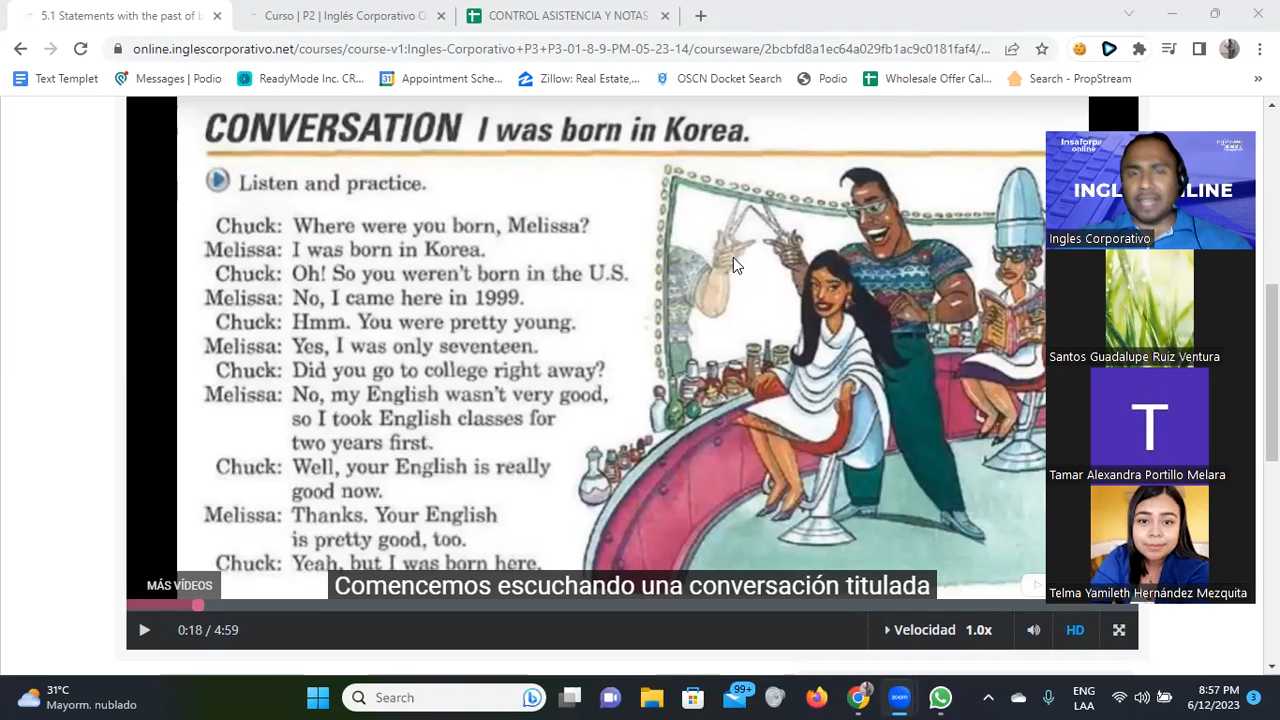 5.1 Statements with the past of b
Curso | P2 | Inglés Corporativo O
CONTROL ASISTENCIA Y NOTAS
online.inglescorporativo.net/courses/course-v1:Ingles-Corporativo+P3+P3-01-8-9-PM-05-23-14/courseware/2bcbfd8a1ec64a029fb1ac9c0181faf4/...
Text Templet
Messages | Podio
ReadyMode Inc. CR...
Appointment Sche...
Zillow: Real Estate,...
OSCN Docket Search
Podio
Wholesale Offer Cal...
Search - PropStream
CONVERSATION I was born in Korea.
Listen and practice.
Chuck: Where were you born, Melissa?
Melissa: I was born in Korea.
Chuck: Oh! So you weren't born in the U.S.
Melissa: No, I came here in 1999.
Chuck: Hmm. You were pretty young.
Melissa: Yes, I was only seventeen.
Chuck: Did you go to college right away?
Melissa: No, my English wasn't very good,
so I took English classes for
two years first.
Chuck: Well, your English is really
good now.
Melissa: Thanks. Your English
is pretty good, too.
Chuck: Yeah, but I was born here.
MÁS VÍDEOS
Comencemos escuchando una conversación titulada
0:18 / 4:59
Velocidad 1.0x
HD
Insaforp
online
Ingles Corporativo
Santos Guadalupe Ruiz Ventura
T
Tamar Alexandra Portillo Melara
Telma Yamileth Hernández Mezquita
31°C
Mayorm. nublado
Search
99+
zoom
ENG
LAA
8:57 PM
6/12/2023
3